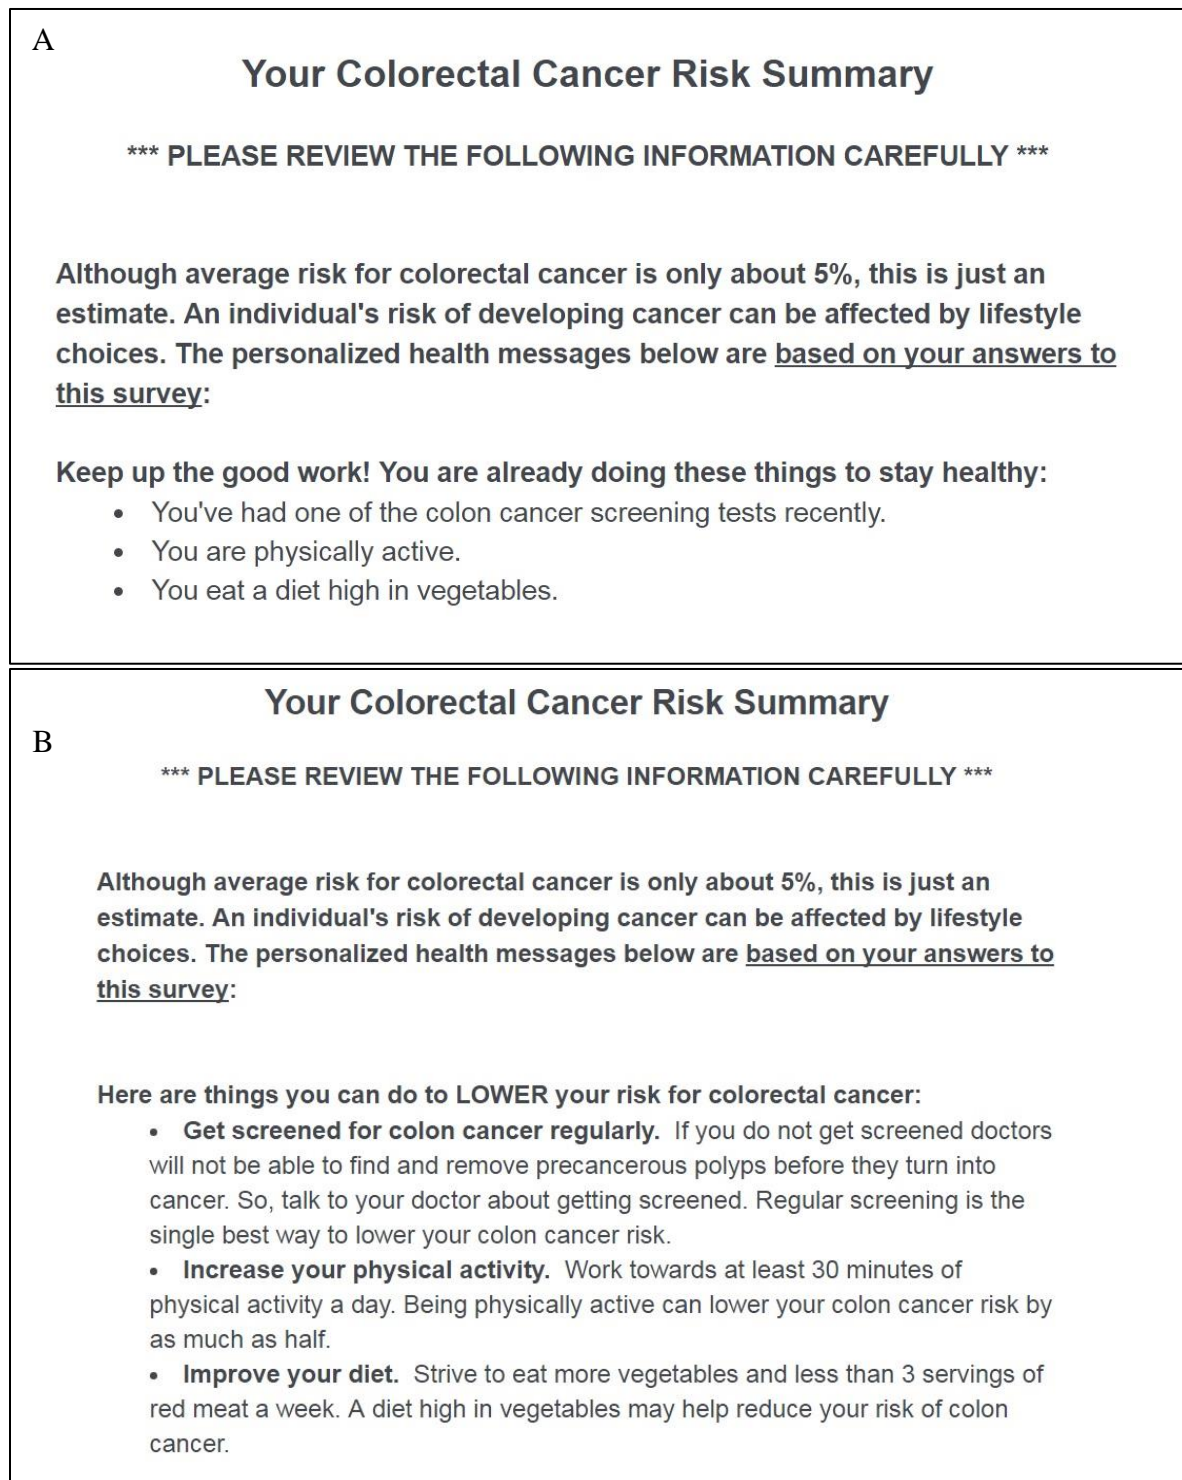 A
Your Colorectal Cancer Risk Summary
*** PLEASE REVIEW THE FOLLOWING INFORMATION CAREFULLY ***
Although average risk for colorectal cancer is only about 5%, this is just an
estimate. An individual's risk of developing cancer can be affected by lifestyle
choices. The personalized health messages below are based on your answers to
this survey:
Keep up the good work! You are already doing these things to stay healthy:
• You've had one of the colon cancer screening tests recently.
• You are physically active.
• You eat a diet high in vegetables.
Your Colorectal Cancer Risk Summary
B
*** PLEASE REVIEW THE FOLLOWING INFORMATION CAREFULLY ***
Although average risk for colorectal cancer is only about 5%, this is just an
estimate. An individual's risk of developing cancer can be affected by lifestyle
choices. The personalized health messages below are based on your answers to
this survey:
Here are things you can do to LOWER your risk for colorectal cancer:
• Get screened for colon cancer regularly. If you do not get screened doctors
will not be able to find and remove precancerous polyps before they turn into
cancer. So, talk to your doctor about getting screened. Regular screening is the
single best way to lower your colon cancer risk.
• Increase your physical activity. Work towards at least 30 minutes of
physical activity a day. Being physically active can lower your colon cancer risk by
as much as half.
• Improve your diet. Strive to eat more vegetables and less than 3 servings of
red meat a week. A diet high in vegetables may help reduce your risk of colon
cancer.